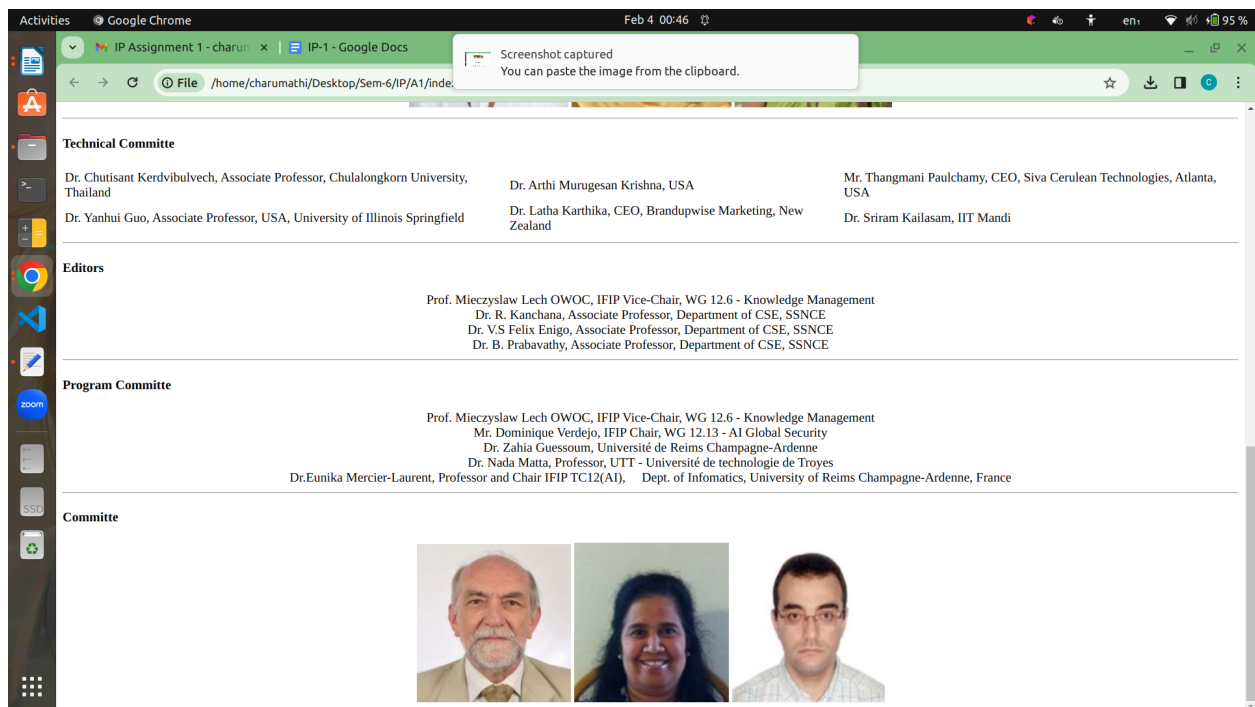 Activities
Google Chrome
Feb 4 00:46
en₁
95 %
IP Assignment 1 - charun
IP-1 - Google Docs
Screenshot captured
You can paste the image from the clipboard.
File
/home/charumathi/Desktop/Sem-6/IP/A1/inde
C
Technical Committe
Dr. Chutisant Kerdvibulvech, Associate Professor, Chulalongkorn University,
Thailand
Dr. Arthi Murugesan Krishna, USA
Mr. Thangmani Paulchamy, CEO, Siva Cerulean Technologies, Atlanta,
USA
Dr. Yanhui Guo, Associate Professor, USA, University of Illinois Springfield
Dr. Latha Karthika, CEO, Brandupwise Marketing, New
Zealand
Dr. Sriram Kailasam, IIT Mandi
Editors
Prof. Mieczyslaw Lech OWOC, IFIP Vice-Chair, WG 12.6 - Knowledge Management
Dr. R. Kanchana, Associate Professor, Department of CSE, SSNCE
Dr. V.S Felix Enigo, Associate Professor, Department of CSE, SSNCE
Dr. B. Prabavathy, Associate Professor, Department of CSE, SSNCE
Program Committe
Prof. Mieczyslaw Lech OWOC, IFIP Vice-Chair, WG 12.6 - Knowledge Management
Mr. Dominique Verdejo, IFIP Chair, WG 12.13 - AI Global Security
Dr. Zahia Guessoum, Université de Reims Champagne-Ardenne
Dr. Nada Matta, Professor, UTT - Université de technologie de Troyes
Dr.Eunika Mercier-Laurent, Professor and Chair IFIP TC12(AI), Dept. of Infomatics, University of Reims Champagne-Ardenne, France
Committe
zoom
SSD